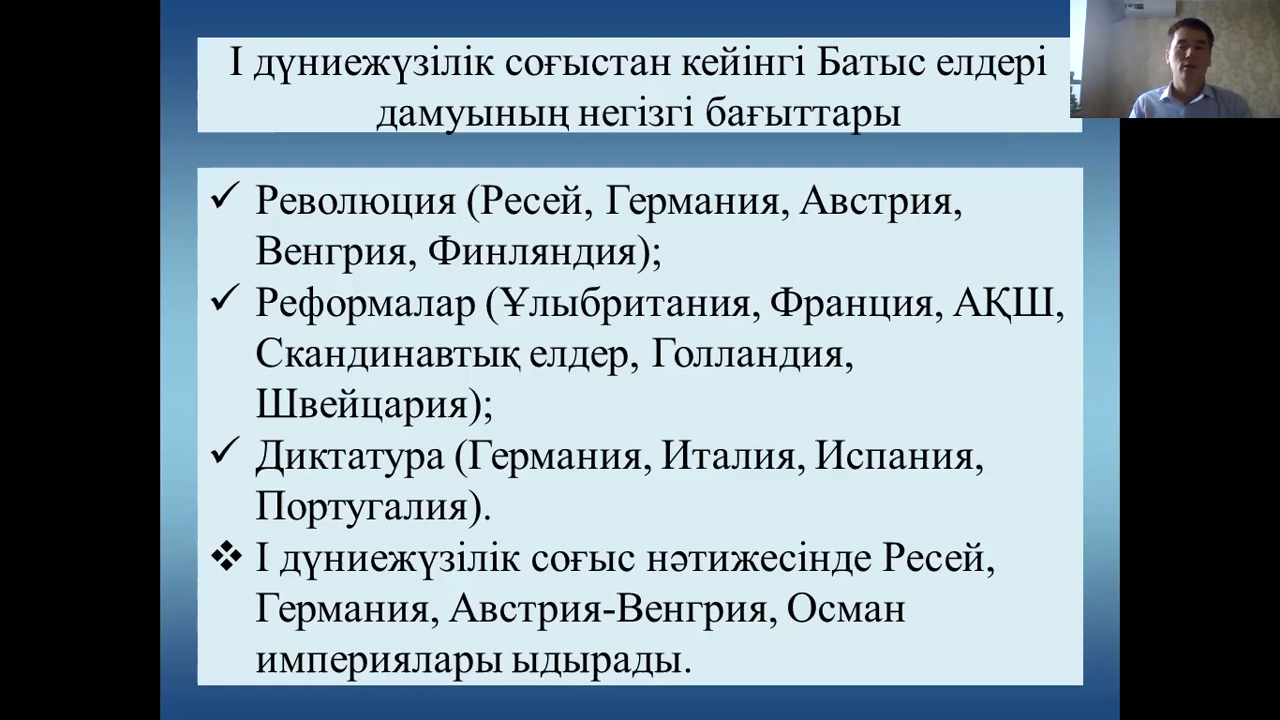 І дүниежүзілік соғыстан кейінгі Батыс елдері
дамуының негізгі бағыттары
✓ Революция (Ресей, Германия, Австрия,
Венгрия, Финляндия);
✓ Реформалар (Ұлыбритания, Франция, АҚШ,
Скандинавтық елдер, Голландия,
Швейцария);
✓ Диктатура (Германия, Италия, Испания,
Португалия).
❖ І дүниежүзілік соғыс нәтижесінде Ресей,
Германия, Австрия-Венгрия, Осман
империялары ыдырады.